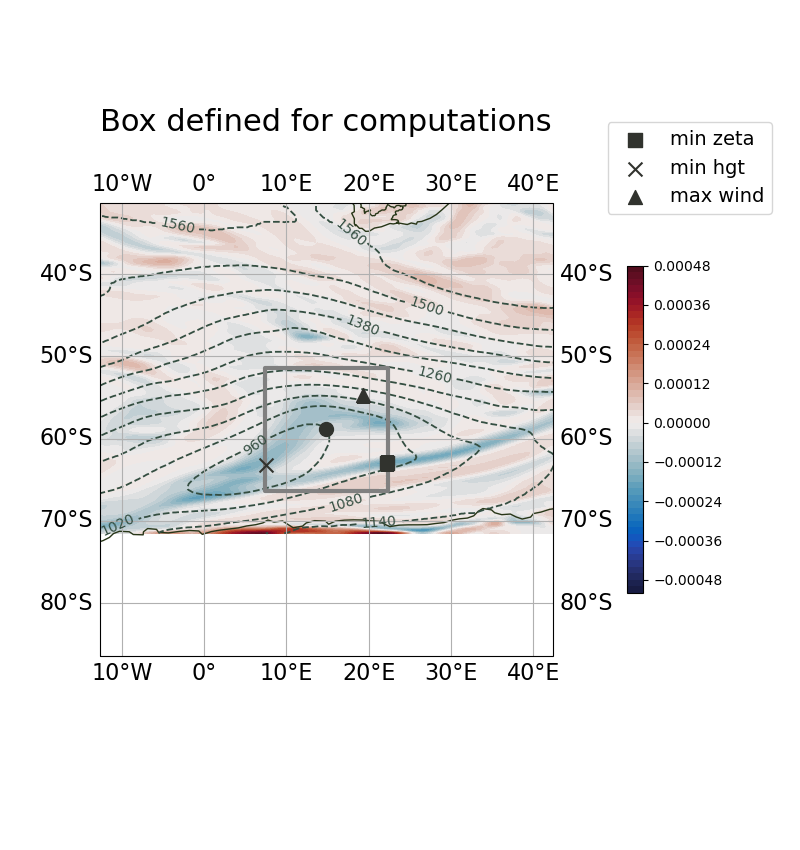 Box defined for computations
min zeta
min hgt
max wind
10°W 0° 10°E 20°E 30°E 40°E
1560
1560
40°S 40°S
1500
1380
50°S 50°S
1260
60°S 60°S
960
1080
1020
1140
70°S 70°S
80°S 80°S
10°W 0° 10°E 20°E 30°E 40°E
0.00048
0.00036
0.00024
0.00012
0.00000
−0.00012
−0.00024
−0.00036
−0.00048